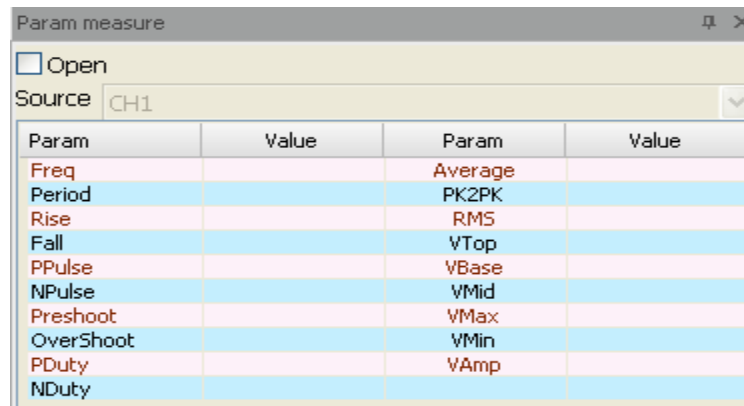 Param measure
Open
Source CH1
Param Value Param Value
Freq Average
Period PK2PK
Rise RMS
Fall VTop
PPulse VBase
NPulse VMid
Preshoot VMax
OverShoot VMin
PDuty VAmp
NDuty